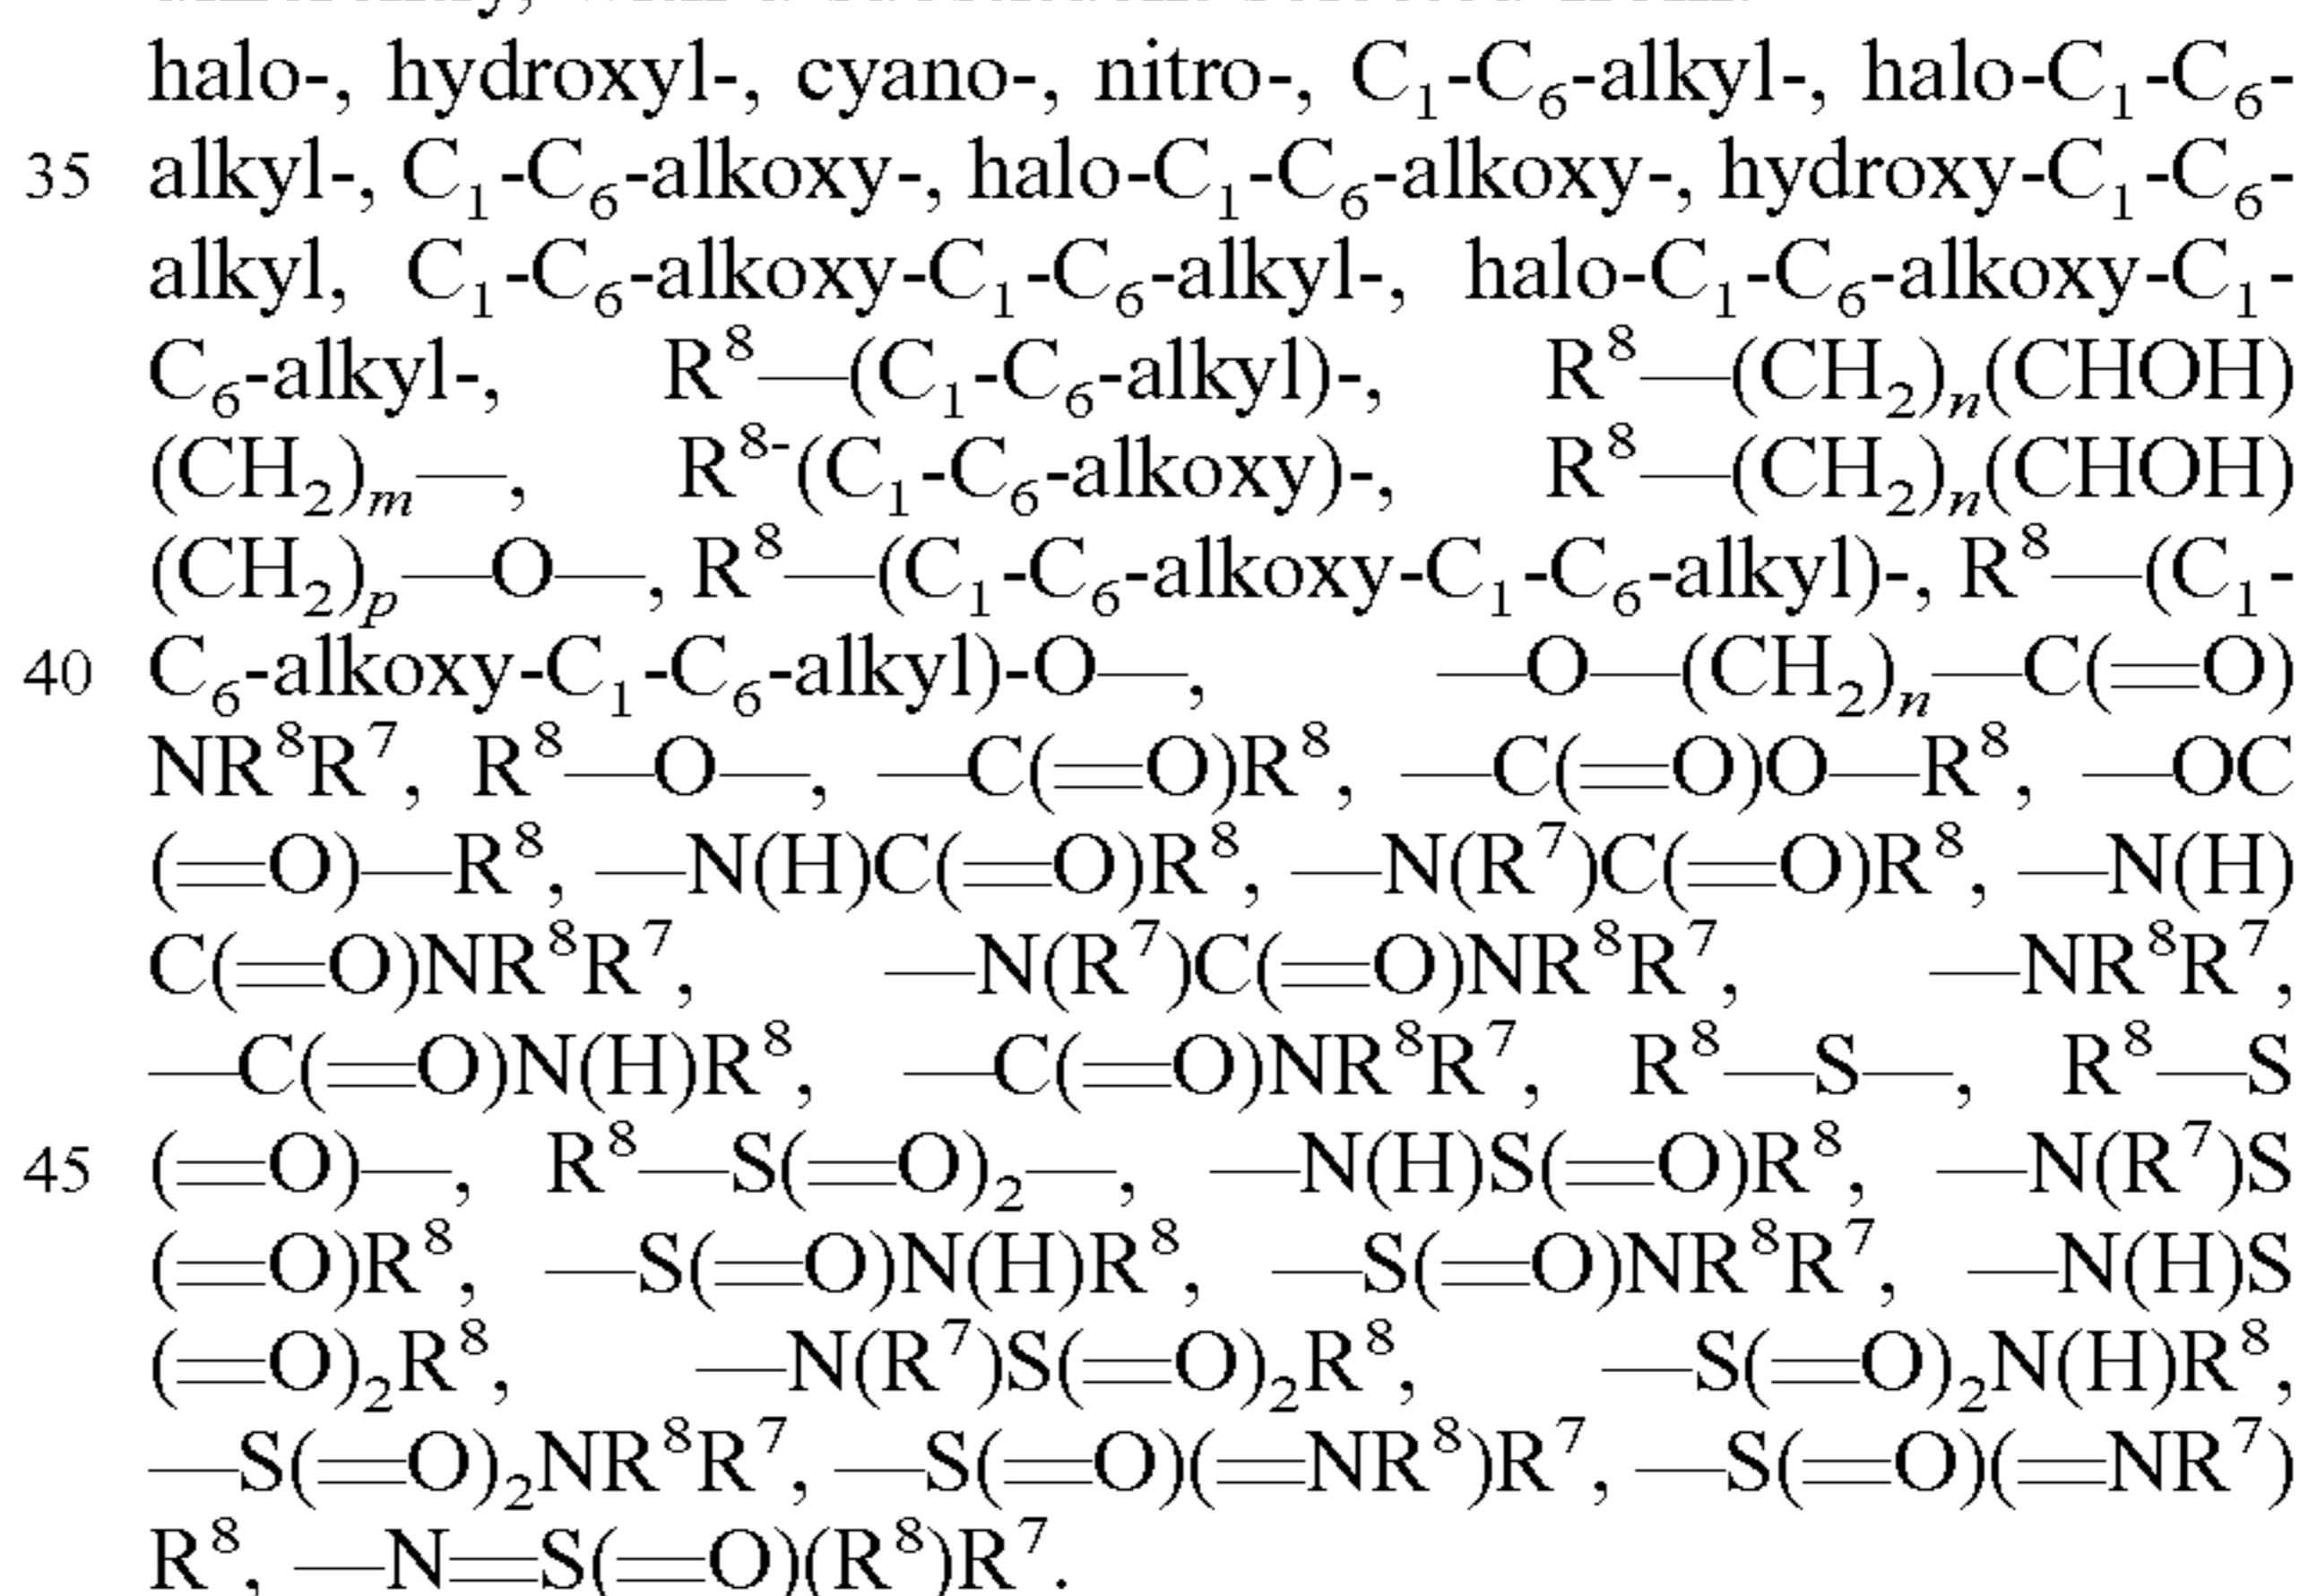 halo-, hydroxyl-, cyano-, nitro-, C₁-C₆-alkyl-, halo-C₁-C₆-
35 alkyl-, C₁-C₆-alkoxy-, halo-C₁-C₆-alkoxy-, hydroxy-C₁-C₆-
alkyl, C₁-C₆-alkoxy-C₁-C₆-alkyl-, halo-C₁-C₆-alkoxy-C₁-
C₆-alkyl-, R⁸—(C₁-C₆-alkyl)-, R⁸—(CH₂)ₙ(CHOH)
(CH₂)ₘ—, R⁸⁻(C₁-C₆-alkoxy)-, R⁸—(CH₂)ₙ(CHOH)
(CH₂)ₚ—O—, R⁸—(C₁-C₆-alkoxy-C₁-C₆-alkyl)-, R⁸—(C₁-
40 C₆-alkoxy-C₁-C₆-alkyl)-O—, —O—(CH₂)ₙ—C(=O)
NR⁸R⁷, R⁸—O—, —C(=O)R⁸, —C(=O)O—R⁸, —OC
(=O)—R⁸, —N(H)C(=O)R⁸, —N(R⁷)C(=O)R⁸, —N(H)
C(=O)NR⁸R⁷, —N(R⁷)C(=O)NR⁸R⁷, —NR⁸R⁷,
—C(=O)N(H)R⁸, —C(=O)NR⁸R⁷, R⁸—S—, R⁸—S
45 (=O)—, R⁸—S(=O)₂—, —N(H)S(=O)R⁸, —N(R⁷)S
(=O)R⁸, —S(=O)N(H)R⁸, —S(=O)NR⁸R⁷, —N(H)S
(=O)₂R⁸, —N(R⁷)S(=O)₂R⁸, —S(=O)₂N(H)R⁸,
—S(=O)₂NR⁸R⁷, —S(=O)(=NR⁸)R⁷, —S(=O)(=NR⁷)
R⁸, —N=S(=O)(R⁸)R⁷.